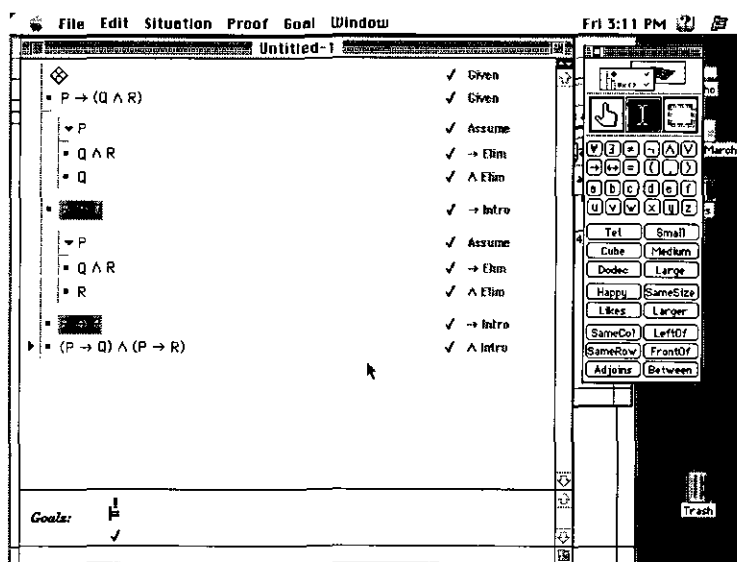 File Edit Situation Proof Goal Window Fri 3:11 PM
Untitled-1
✓ Given
P → (Q ∧ R) ✓ Given
P ✓ Assume
Q ∧ R ✓ → Elim
Q ✓ ∧ Elim
✓ → Intro
P ✓ Assume
Q ∧ R ✓ → Elim
R ✓ ∧ Elim
✓ → Intro
(P → Q) ∧ (P → R) ✓ ∧ Intro
Goals:
✓
March
∀ ∃ ≠ ¬ ∧ ∨
→ ↔ = ( , )
a b c d e f
u v w x y z
Tet Small
Cube Medium
Dodec Large
Happy SameSize
Likes Larger
SameCol LeftOf
SameRow FrontOf
Adjoins Between
Trash